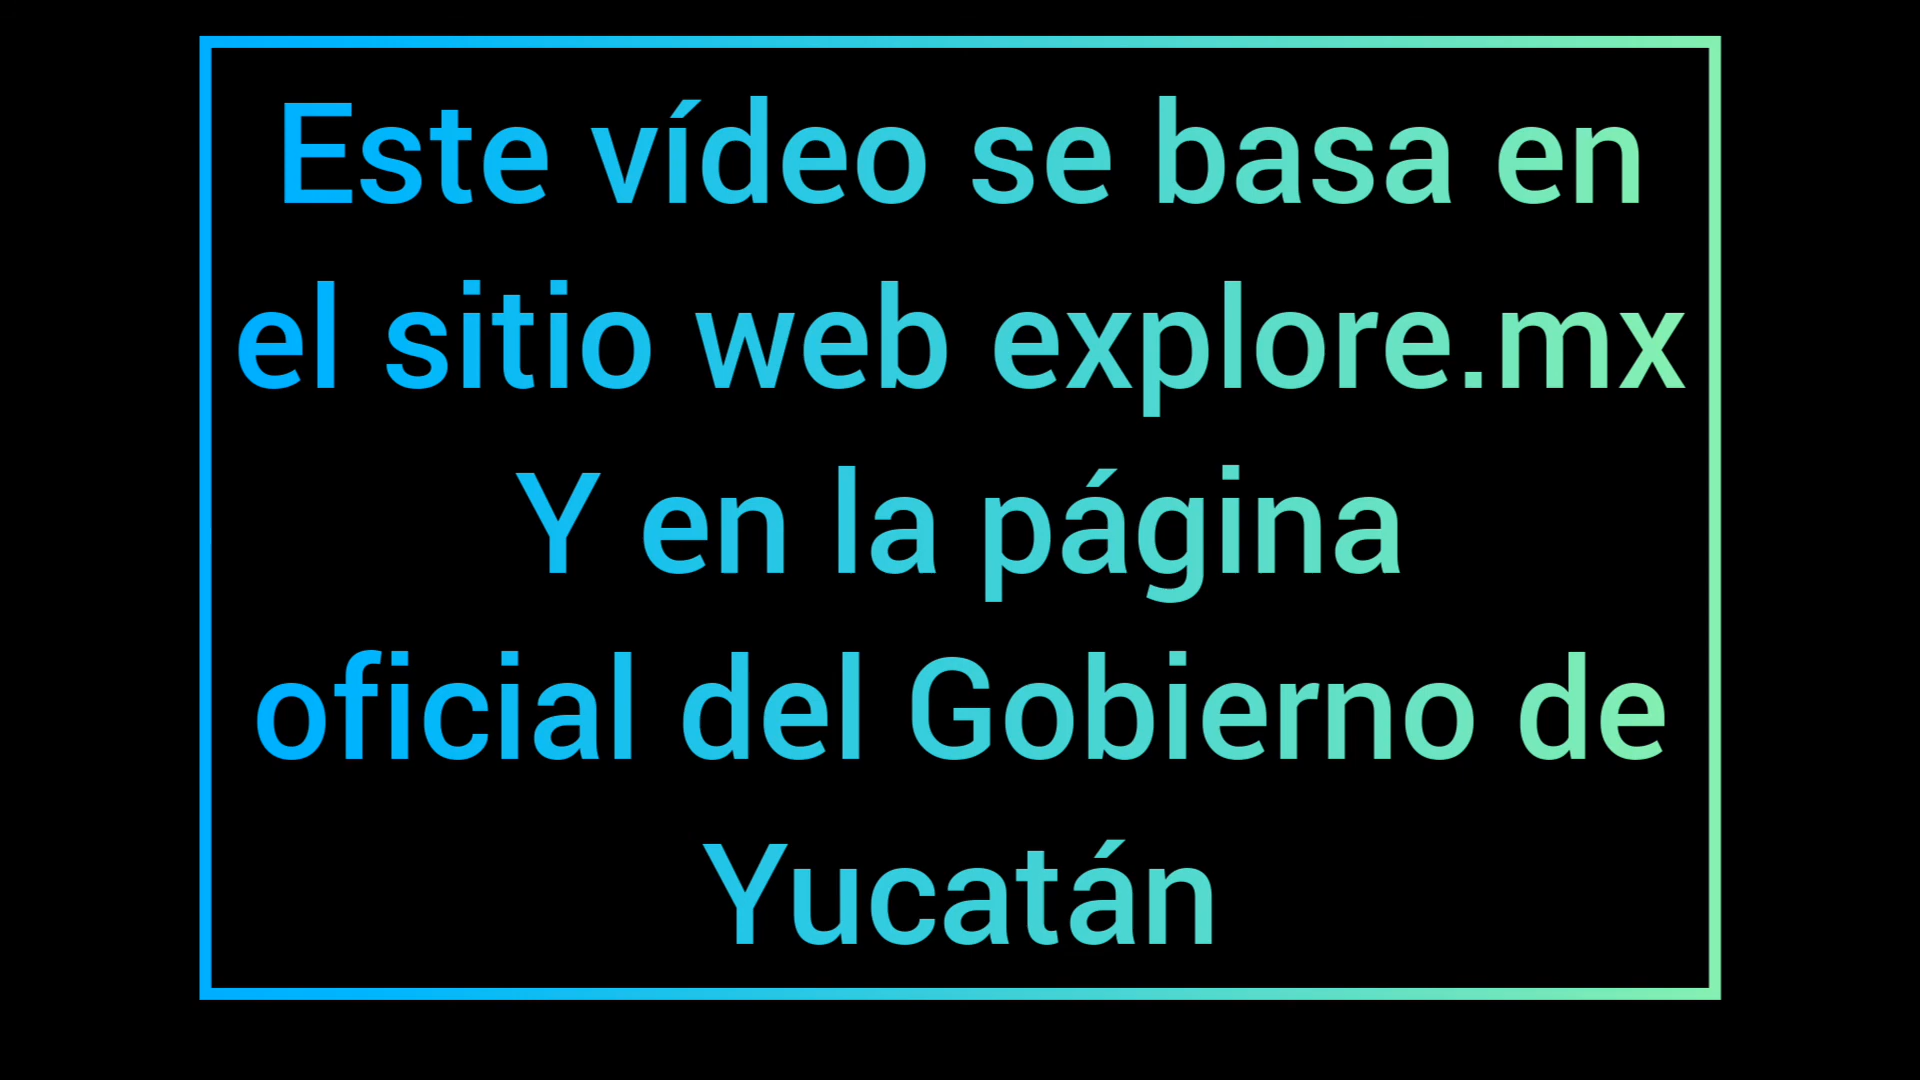 Este vídeo se basa en
el sitio web explore.mx
Y en la página
oficial del Gobierno de
Yucatán